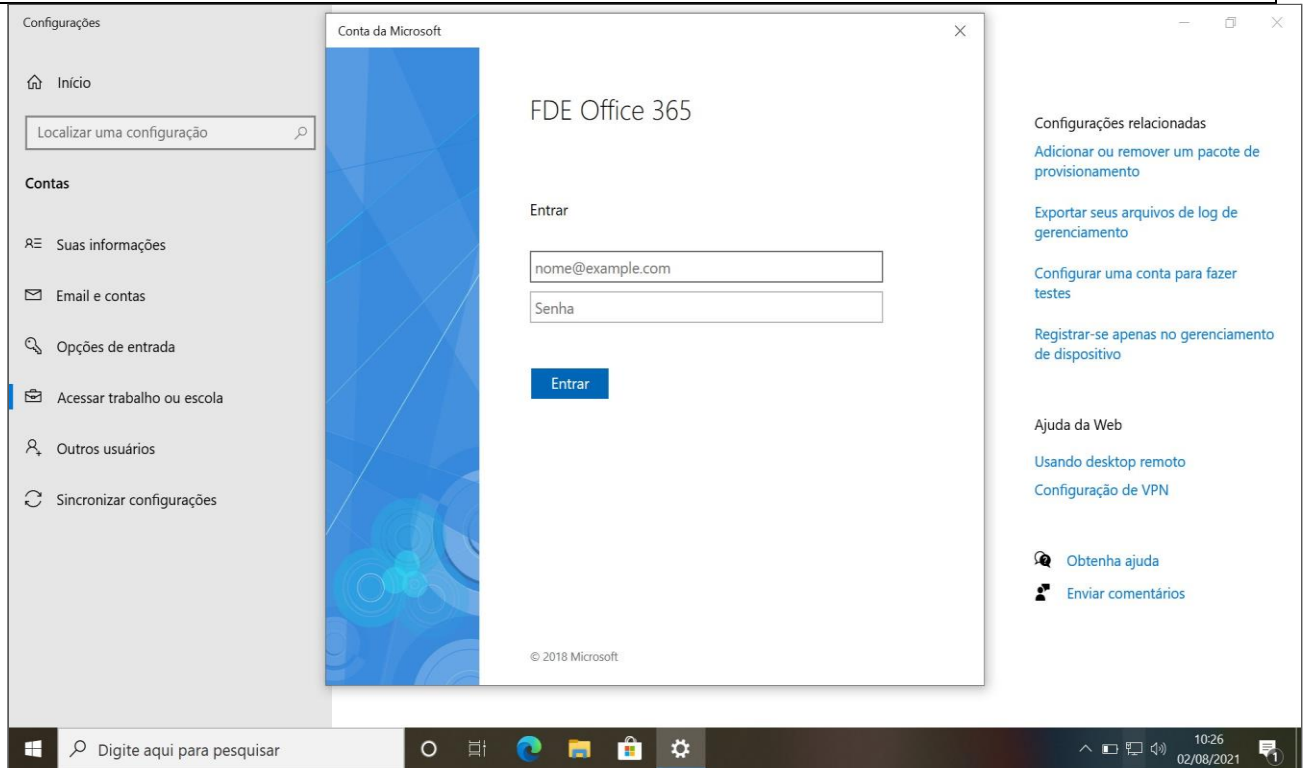 Configurações
Início
Localizar uma configuração
Contas
Suas informações
Email e contas
Opções de entrada
Acessar trabalho ou escola
Outros usuários
Sincronizar configurações
Conta da Microsoft
FDE Office 365
Entrar
nome@example.com
Senha
Entrar
© 2018 Microsoft
Configurações relacionadas
Adicionar ou remover um pacote de
provisionamento
Exportar seus arquivos de log de
gerenciamento
Configurar uma conta para fazer
testes
Registrar-se apenas no gerenciamento
de dispositivo
Ajuda da Web
Usando desktop remoto
Configuração de VPN
Obtenha ajuda
Enviar comentários
Digite aqui para pesquisar
10:26
02/08/2021
1